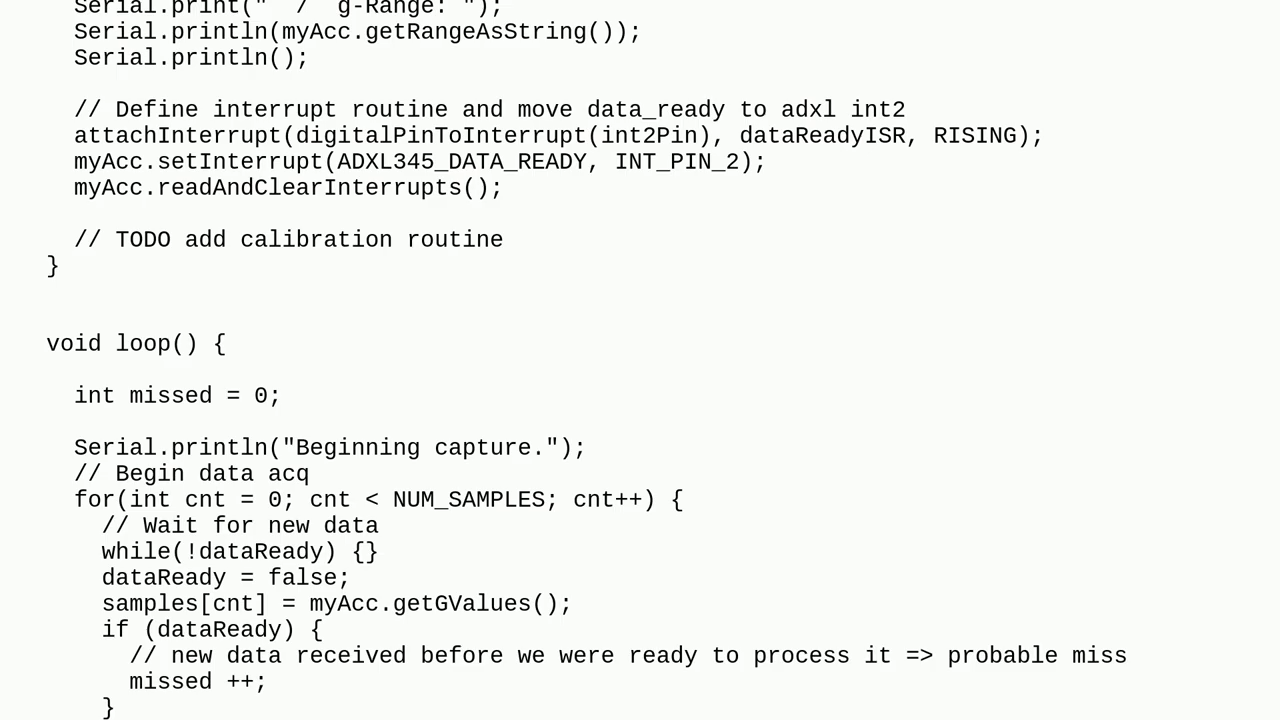 Serial.print("  /  g-Range: ");
Serial.println(myAcc.getRangeAsString());
Serial.println();
// Define interrupt routine and move data_ready to adxl int2
attachInterrupt(digitalPinToInterrupt(int2Pin), dataReadyISR, RISING);
myAcc.setInterrupt(ADXL345_DATA_READY, INT_PIN_2);
myAcc.readAndClearInterrupts();
// TODO add calibration routine
}
void loop() {
int missed = 0;
Serial.println("Beginning capture.");
// Begin data acq
for(int cnt = 0; cnt < NUM_SAMPLES; cnt++) {
// Wait for new data
while(!dataReady) {}
dataReady = false;
samples[cnt] = myAcc.getGValues();
if (dataReady) {
// new data received before we were ready to process it => probable miss
missed ++;
}